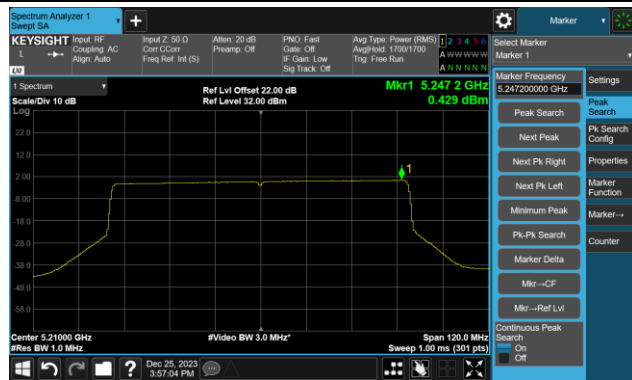 Spectrum Analyzer 1
Swept SA
Marker
KEYSIGHT
L
Input: RF
Coupling: AC
Align: Auto
Input Z: 50 Ω
Corr CCorr
Freq Ref: Int (S)
Atten: 20 dB
Preamp: Off
PNO: Fast
Gate: Off
IF Gain: Low
Sig Track: Off
Avg Type: Power (RMS)
Avg|Hold: 1700/1700
Trig: Free Run
1 2 3 4 5 6
A W W W W W
A N N N N N
Select Marker
Marker 1
LXI
1 Spectrum
Scale/Div 10 dB
Log
Ref Lvl Offset 22.00 dB
Ref Level 32.00 dBm
Mkr1 5.247 2 GHz
0.429 dBm
22.0
12.0
2.00
-8.00
-18.0
-28.0
-38.0
-48.0
-58.0
1
Center 5.21000 GHz
#Res BW 1.0 MHz
#Video BW 3.0 MHz*
Span 120.0 MHz
Sweep 1.00 ms (301 pts)
Marker Frequency
5.247200000 GHz
Peak Search
Next Peak
Next Pk Right
Next Pk Left
Minimum Peak
Pk-Pk Search
Marker Delta
Mkr→CF
Mkr→Ref Lvl
Continuous Peak
Search
On
Off
Settings
Peak
Search
Pk Search
Config
Properties
Marker
Function
Marker→
Counter
Dec 25, 2023
3:57:04 PM